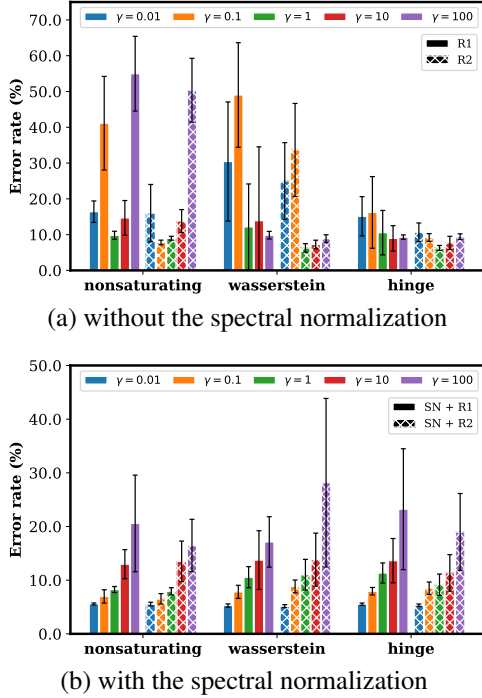 γ = 0.01 γ = 0.1 γ = 1 γ = 10 γ = 100
R1
R2
Error rate (%)
70.0
60.0
50.0
40.0
30.0
20.0
10.0
0.0
nonsaturating wasserstein hinge
(a) without the spectral normalization
γ = 0.01 γ = 0.1 γ = 1 γ = 10 γ = 100
SN + R1
SN + R2
Error rate (%)
50.0
40.0
30.0
20.0
10.0
0.0
nonsaturating wasserstein hinge
(b) with the spectral normalization